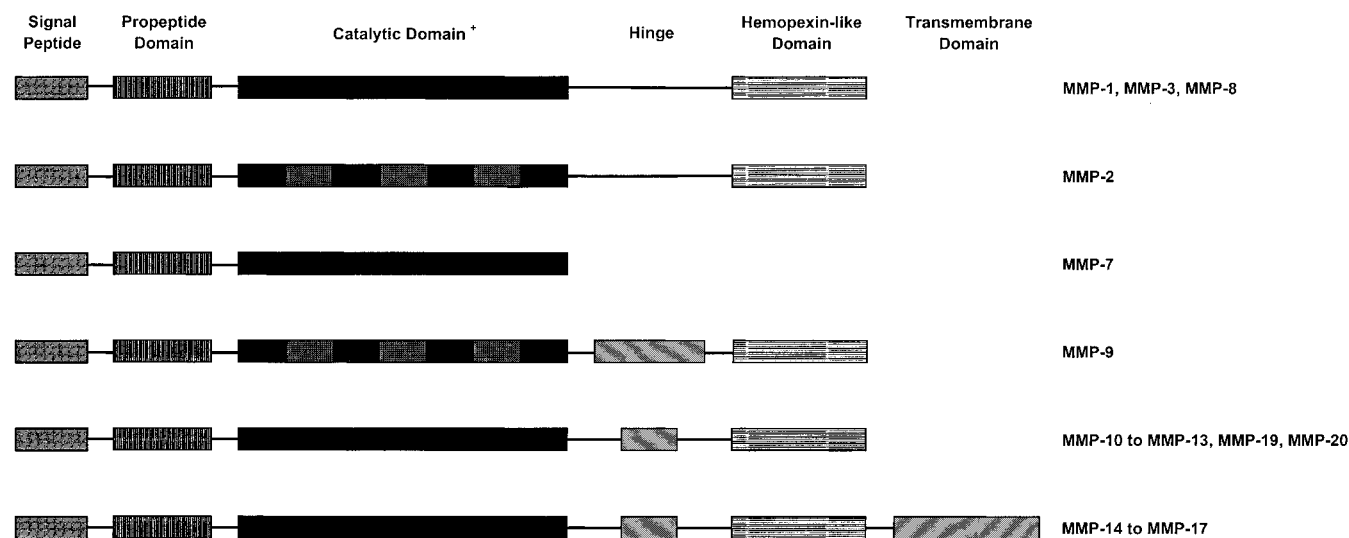 Signal
Peptide
Propeptide
Domain
Catalytic Domain +
Hinge
Hemopexin-like
Domain
Transmembrane
Domain
MMP-1, MMP-3, MMP-8
MMP-2
MMP-7
MMP-9
MMP-10 to MMP-13, MMP-19, MMP-20
MMP-14 to MMP-17